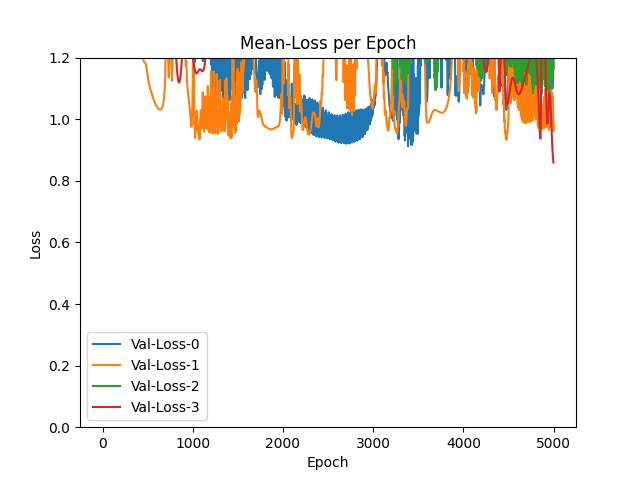 Mean-Loss per Epoch
1.2
1.0
0.8
0.6
0.4
0.2
0.0
Loss
Val-Loss-0
Val-Loss-1
Val-Loss-2
Val-Loss-3
0 1000 2000 3000 4000 5000
Epoch